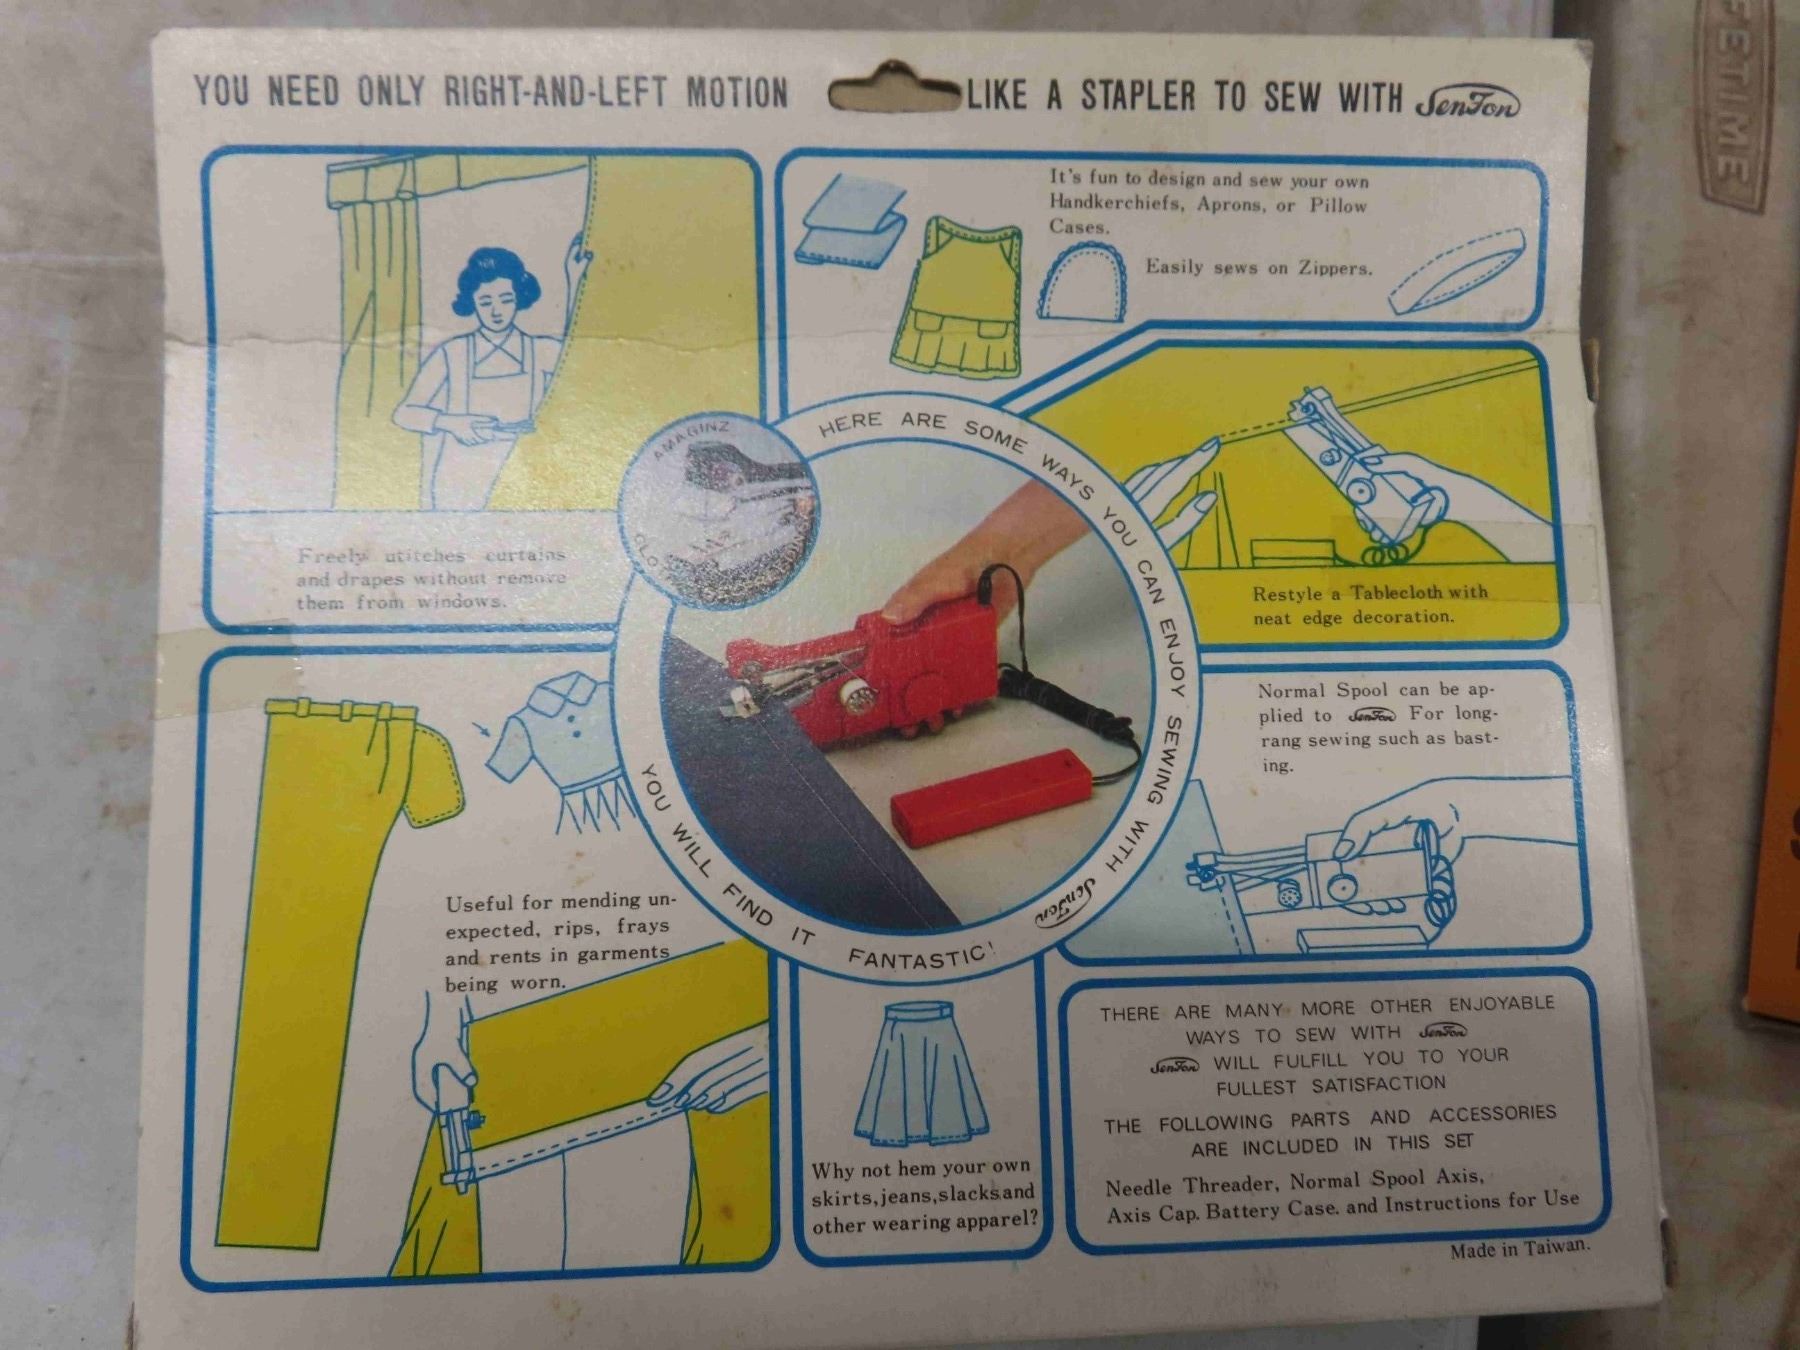 YOU NEED ONLY RIGHT-AND-LEFT MOTION LIKE A STAPLER TO SEW WITH SenTon
It's fun to design and sew your own
Handkerchiefs, Aprons, or Pillow
Cases.
Easily sews on Zippers.
Freely utitches curtains
and drapes without remove
them from windows.
AMAGINZ
HERE ARE SOME WAYS YOU CAN ENJOY SEWING WITH SenTon
YOU WILL FIND IT FANTASTIC!
Restyle a Tablecloth with
neat edge decoration.
Normal Spool can be ap-
plied to SenTon For long-
rang sewing such as bast-
ing.
Useful for mending un-
expected, rips, frays
and rents in garments
being worn.
Why not hem your own
skirts,jeans,slacks and
other wearing apparel?
THERE ARE MANY MORE OTHER ENJOYABLE
WAYS TO SEW WITH SenTon
SenTon WILL FULFILL YOU TO YOUR
FULLEST SATISFACTION
THE FOLLOWING PARTS AND ACCESSORIES
ARE INCLUDED IN THIS SET
Needle Threader, Normal Spool Axis,
Axis Cap. Battery Case. and Instructions for Use
Made in Taiwan.
ETIME